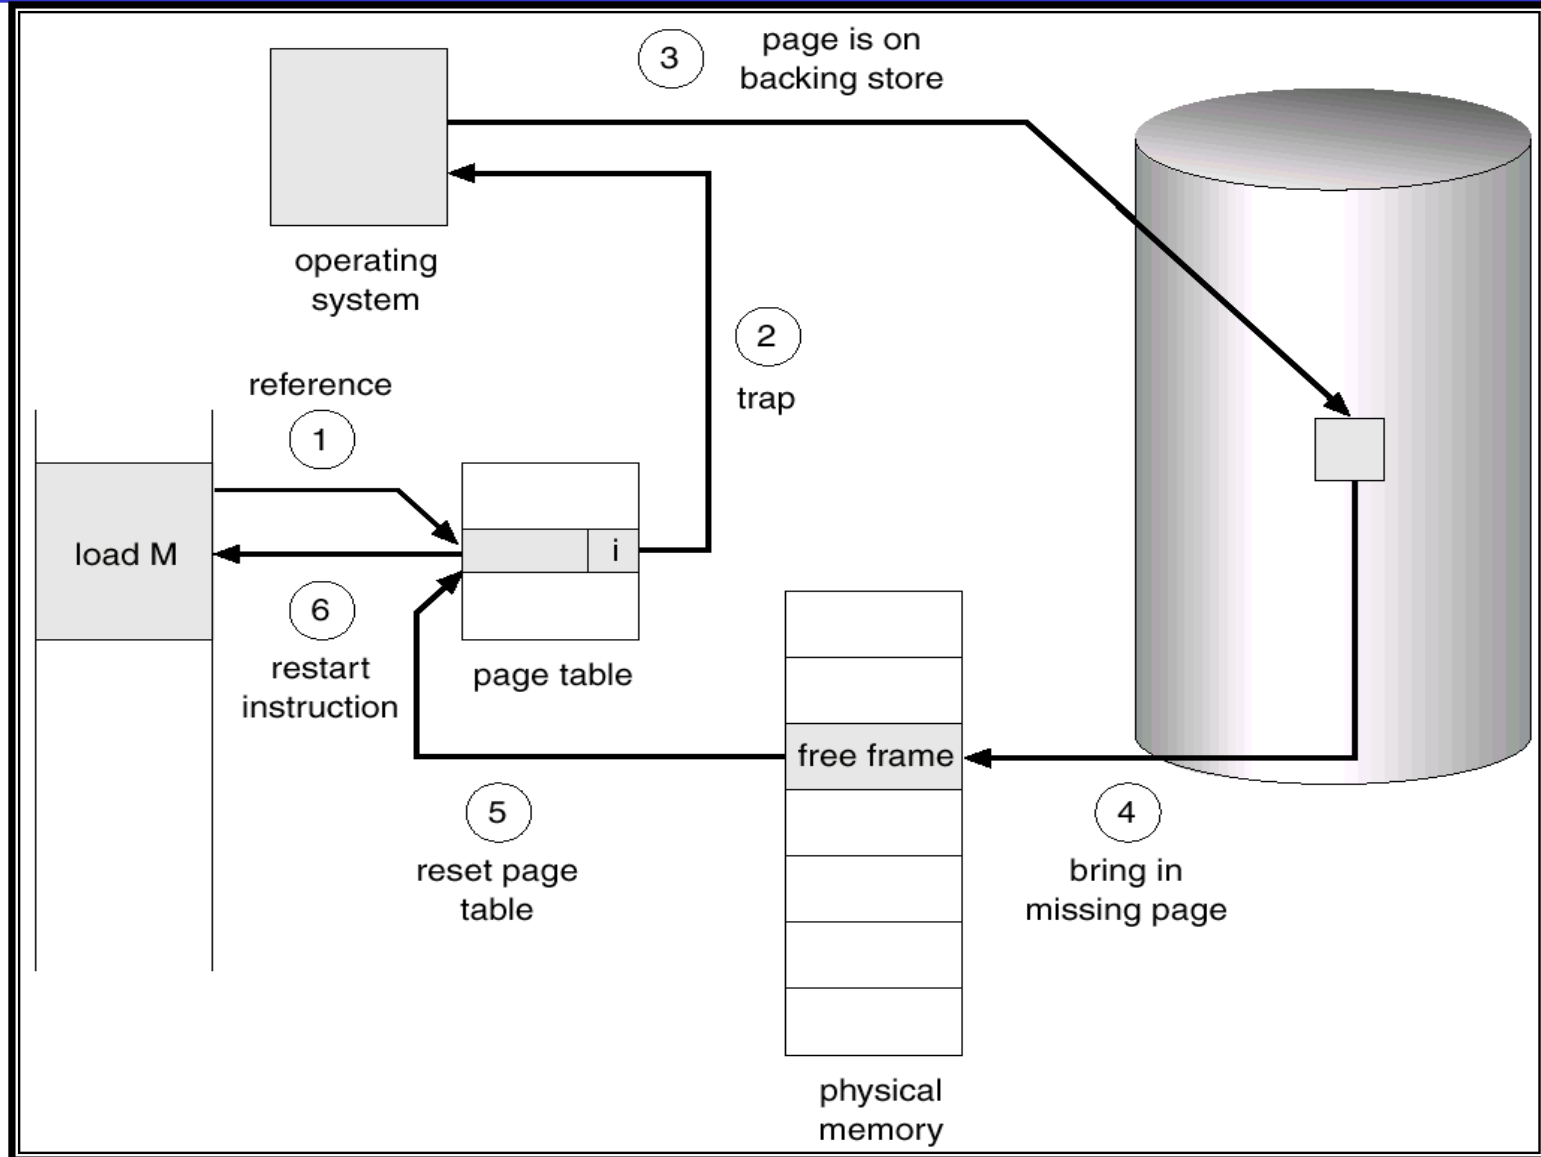 3
page is on
backing store
operating
system
2
trap
reference
1
load M
i
6
restart
instruction
page table
free frame
5
reset page
table
4
bring in
missing page
physical
memory